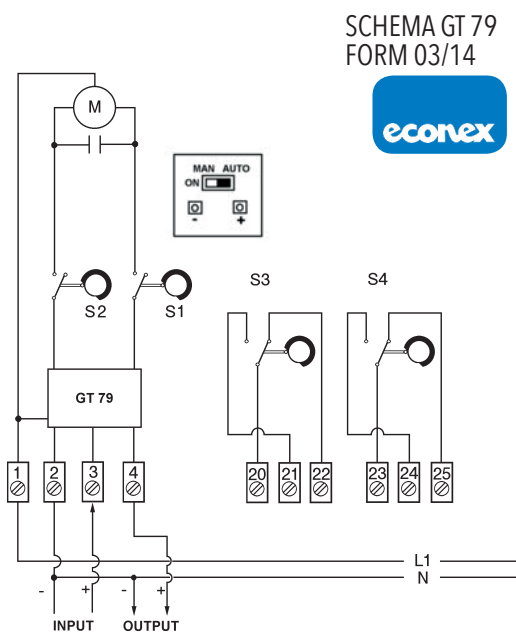 SCHEMA GT 79
FORM 03/14
econex
M
MAN AUTO
ON
- +
S2 S1 S3 S4
GT 79
1 2 3 4 20 21 22 23 24 25
L1
N
- + - +
INPUT OUTPUT